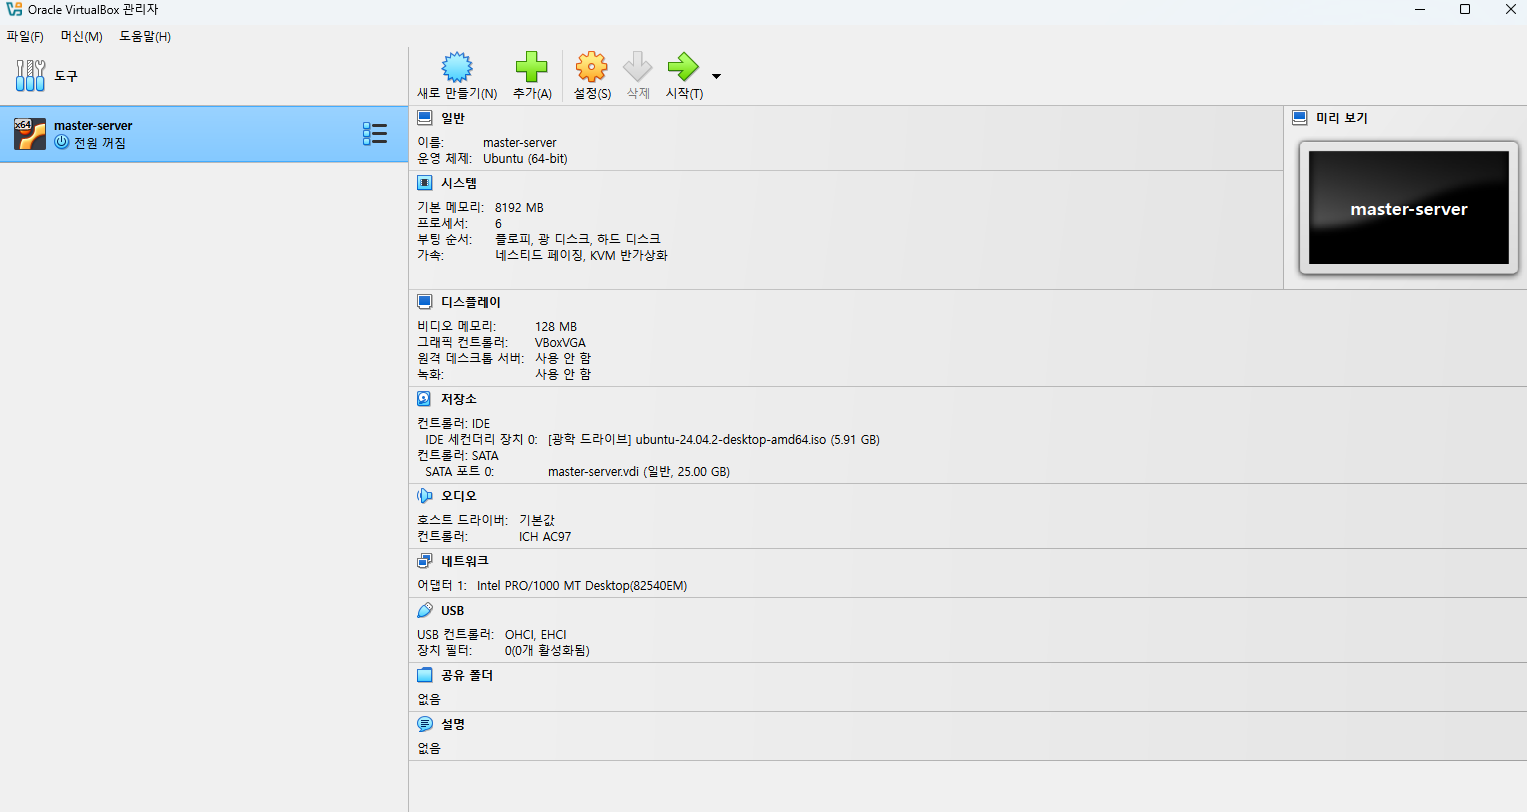 Oracle VirtualBox 관리자
파일(F) 머신(M) 도움말(H)
도구
새로 만들기(N) 추가(A) 설정(S) 삭제 시작(T)
x64
master-server
전원 꺼짐
일반
이름: master-server
운영 체제: Ubuntu (64-bit)
미리 보기
master-server
시스템
기본 메모리: 8192 MB
프로세서: 6
부팅 순서: 플로피, 광 디스크, 하드 디스크
가속: 네스티드 페이징, KVM 반가상화
디스플레이
비디오 메모리: 128 MB
그래픽 컨트롤러: VBoxVGA
원격 데스크톱 서버: 사용 안 함
녹화: 사용 안 함
저장소
컨트롤러: IDE
IDE 세컨더리 장치 0: [광학 드라이브] ubuntu-24.04.2-desktop-amd64.iso (5.91 GB)
컨트롤러: SATA
SATA 포트 0: master-server.vdi (일반, 25.00 GB)
오디오
호스트 드라이버: 기본값
컨트롤러: ICH AC97
네트워크
어댑터 1: Intel PRO/1000 MT Desktop(82540EM)
USB
USB 컨트롤러: OHCI, EHCI
장치 필터: 0(0개 활성화됨)
공유 폴더
없음
설명
없음